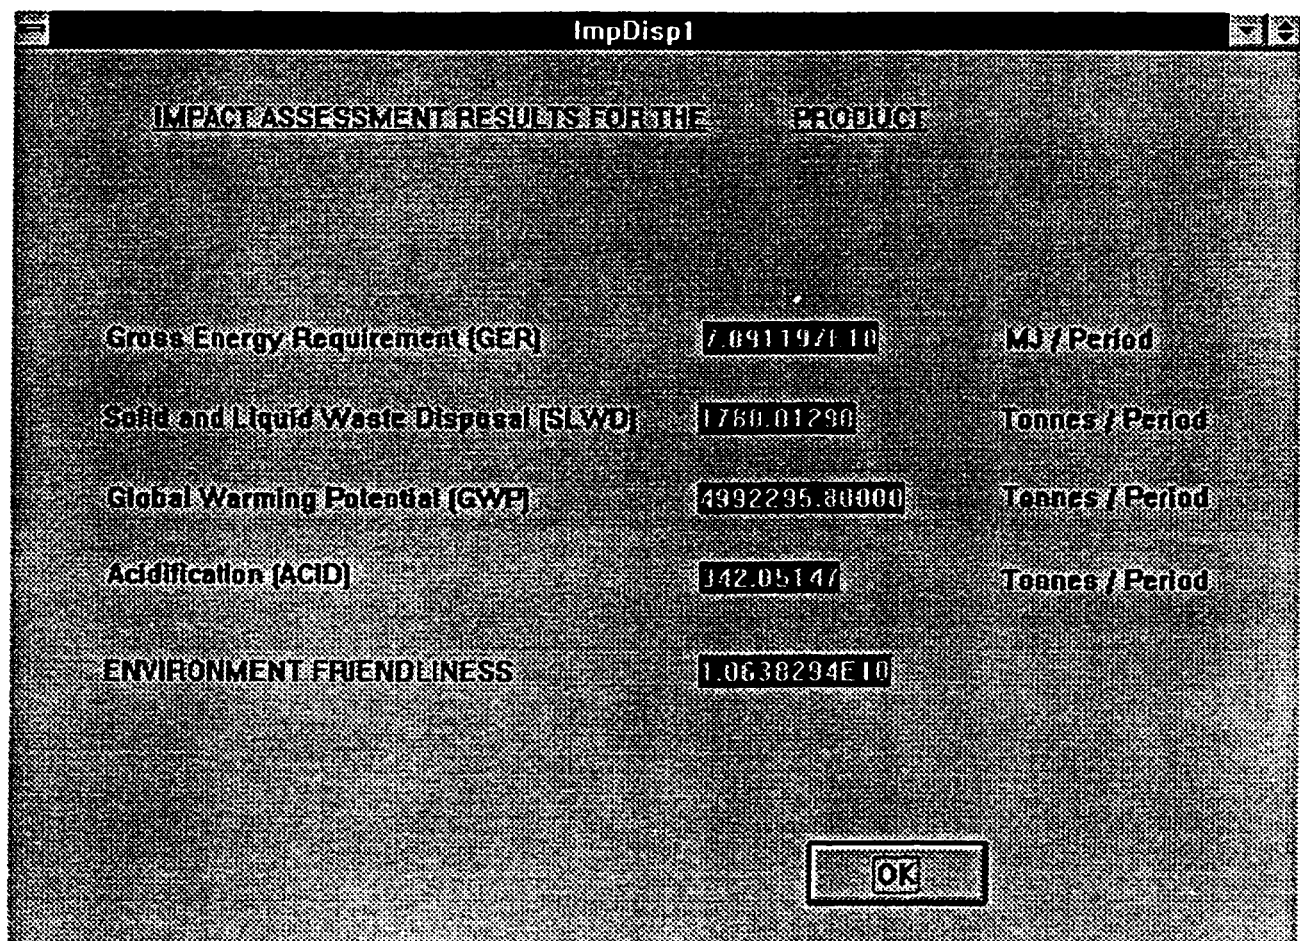 ImpDisp1
IMPACT ASSESSMENT RESULTS FOR THE PRODUCT
Gross Energy Requirement (GER) 7.091197E10 MJ / Period
Solid and Liquid Waste Disposal (SLWD) 1760.01290 Tonnes / Period
Global Warming Potential (GWP) 4992295.80000 Tonnes / Period
Acidification (ACID) 342.05147 Tonnes / Period
ENVIRONMENT FRIENDLINESS 1.0638294E10
OK